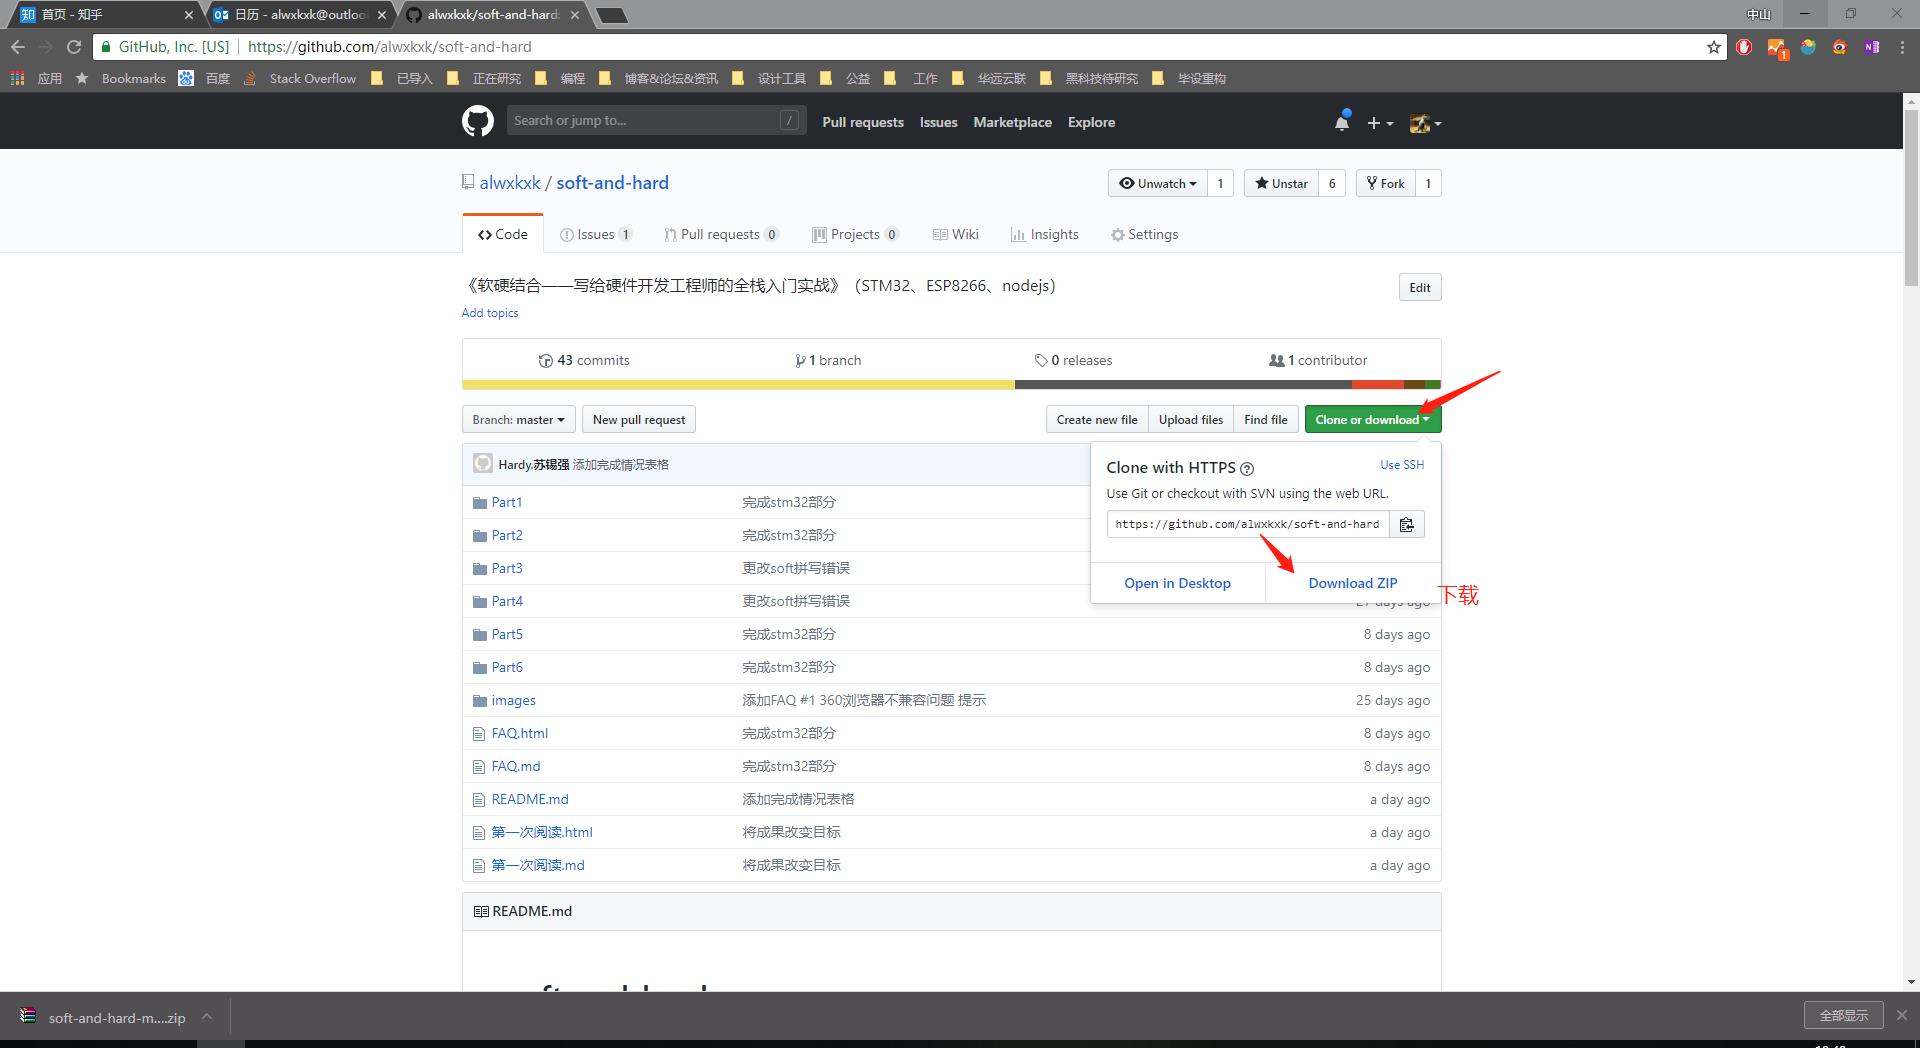 首页 - 知乎
日历 - alwxkxk@outloo
alwxkxk/soft-and-hard:
中山
GitHub, Inc. [US] https://github.com/alwxkxk/soft-and-hard
1
应用 Bookmarks 百度 Stack Overflow 已导入 正在研究 编程 博客&论坛&资讯 设计工具 公益 工作 华远云联 黑科技待研究 毕设重构
Search or jump to... /
Pull requests Issues Marketplace Explore
alwxkxk / soft-and-hard
Unwatch 1 Unstar 6 Fork 1
Code Issues 1 Pull requests 0 Projects 0 Wiki Insights Settings
《软硬结合——写给硬件开发工程师的全栈入门实战》（STM32、ESP8266、nodejs）
Edit
Add topics
43 commits 1 branch 0 releases 1 contributor
Branch: master New pull request Create new file Upload files Find file Clone or download
Hardy.苏锡强 添加完成情况表格
Clone with HTTPS Use SSH
Use Git or checkout with SVN using the web URL.
https://github.com/alwxkxk/soft-and-hard
Open in Desktop Download ZIP
下载
Part1 完成stm32部分
Part2 完成stm32部分
Part3 更改soft拼写错误
Part4 更改soft拼写错误 27 days ago
Part5 完成stm32部分 8 days ago
Part6 完成stm32部分 8 days ago
images 添加FAQ #1 360浏览器不兼容问题 提示 25 days ago
FAQ.html 完成stm32部分 8 days ago
FAQ.md 完成stm32部分 8 days ago
README.md 添加完成情况表格 a day ago
第一次阅读.html 将成果改变目标 a day ago
第一次阅读.md 将成果改变目标 a day ago
README.md
soft-and-hard-m....zip
全部显示